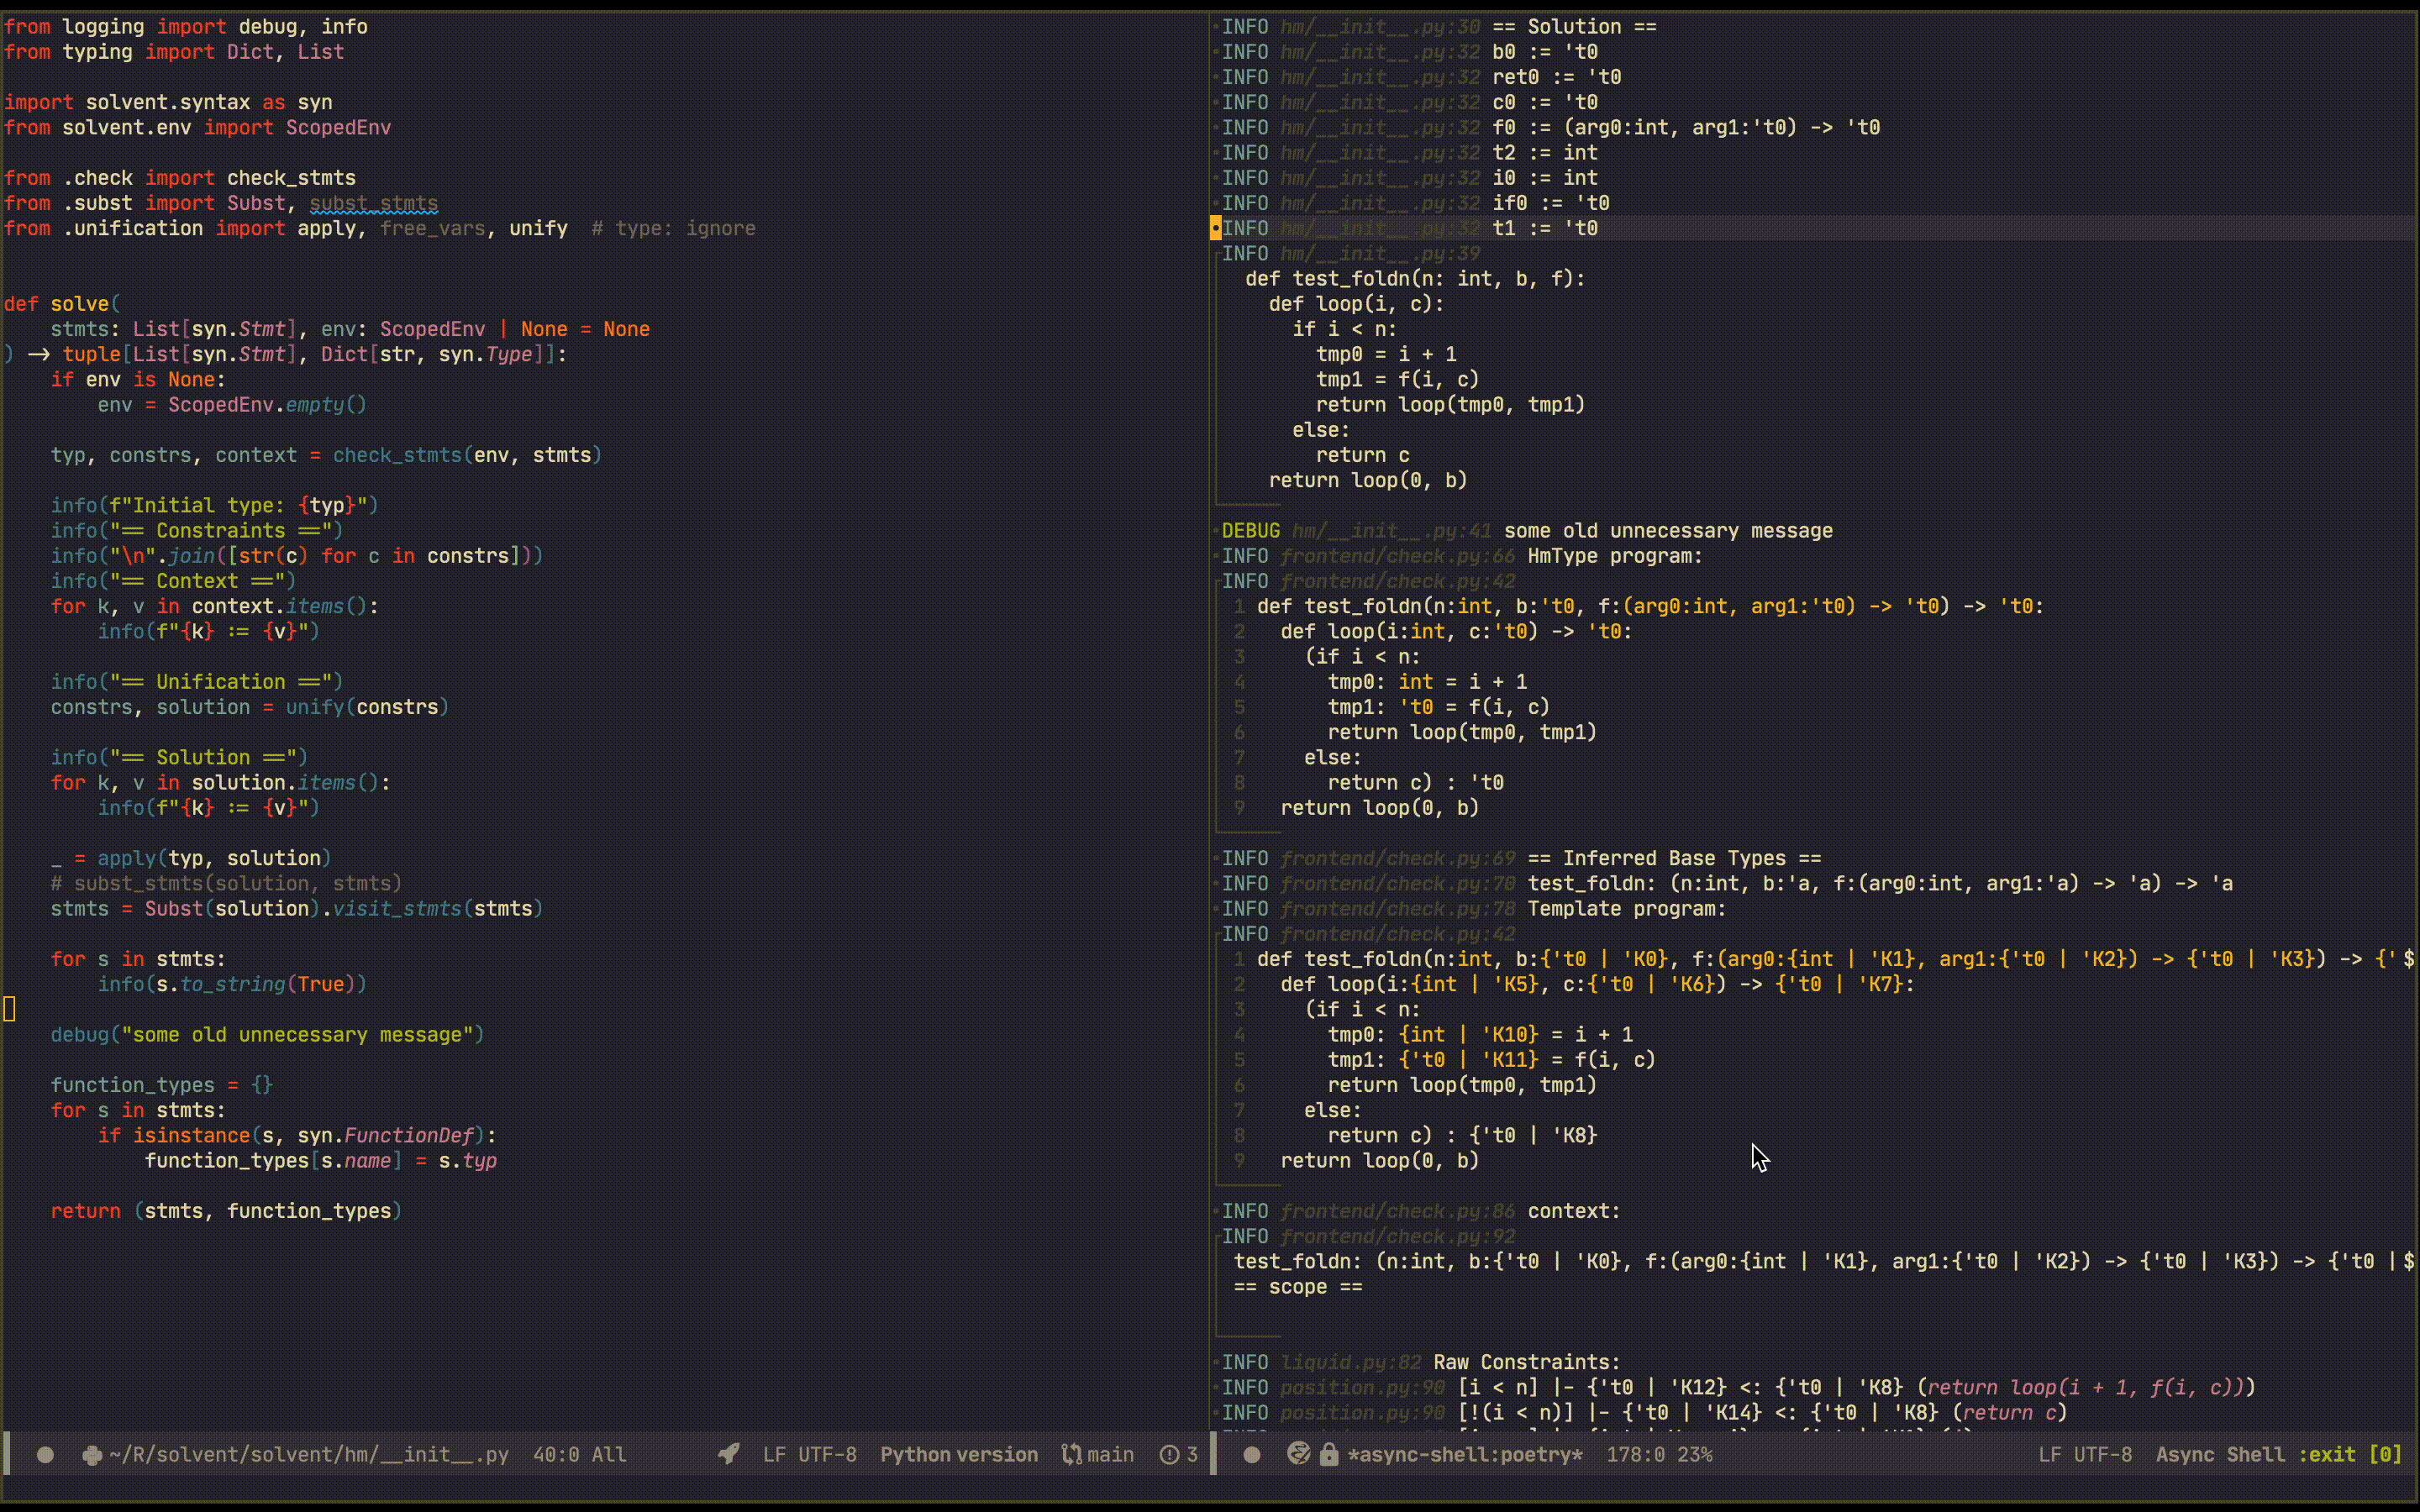 from logging import debug, info
from typing import Dict, List
import solvent.syntax as syn
from solvent.env import ScopedEnv
from .check import check_stmts
from .subst import Subst, subst_stmts
from .unification import apply, free_vars, unify  # type: ignore
def solve(
    stmts: List[syn.Stmt], env: ScopedEnv | None = None
) -> tuple[List[syn.Stmt], Dict[str, syn.Type]]:
    if env is None:
        env = ScopedEnv.empty()
    typ, constrs, context = check_stmts(env, stmts)
    info(f"Initial type: {typ}")
    info("== Constraints ==")
    info("\n".join([str(c) for c in constrs]))
    info("== Context ==")
    for k, v in context.items():
        info(f"{k} := {v}")
    info("== Unification ==")
    constrs, solution = unify(constrs)
    info("== Solution ==")
    for k, v in solution.items():
        info(f"{k} := {v}")
    _ = apply(typ, solution)
    # subst_stmts(solution, stmts)
    stmts = Subst(solution).visit_stmts(stmts)
    for s in stmts:
        info(s.to_string(True))
    debug("some old unnecessary message")
    function_types = {}
    for s in stmts:
        if isinstance(s, syn.FunctionDef):
            function_types[s.name] = s.typ
    return (stmts, function_types)
~/R/solvent/solvent/hm/__init__.py  40:0 All  LF UTF-8  Python version  main  3
INFO hm/__init__.py:30 == Solution ==
INFO hm/__init__.py:32 b0 := 't0
INFO hm/__init__.py:32 ret0 := 't0
INFO hm/__init__.py:32 c0 := 't0
INFO hm/__init__.py:32 f0 := (arg0:int, arg1:'t0) -> 't0
INFO hm/__init__.py:32 t2 := int
INFO hm/__init__.py:32 i0 := int
INFO hm/__init__.py:32 if0 := 't0
INFO hm/__init__.py:32 t1 := 't0
INFO hm/__init__.py:39
  def test_foldn(n: int, b, f):
    def loop(i, c):
      if i < n:
        tmp0 = i + 1
        tmp1 = f(i, c)
        return loop(tmp0, tmp1)
      else:
        return c
    return loop(0, b)
DEBUG hm/__init__.py:41 some old unnecessary message
INFO frontend/check.py:66 HmType program:
INFO frontend/check.py:42
1 def test_foldn(n:int, b:'t0, f:(arg0:int, arg1:'t0) -> 't0) -> 't0:
2   def loop(i:int, c:'t0) -> 't0:
3     (if i < n:
4       tmp0: int = i + 1
5       tmp1: 't0 = f(i, c)
6       return loop(tmp0, tmp1)
7     else:
8       return c) : 't0
9   return loop(0, b)
INFO frontend/check.py:69 == Inferred Base Types ==
INFO frontend/check.py:70 test_foldn: (n:int, b:'a, f:(arg0:int, arg1:'a) -> 'a) -> 'a
INFO frontend/check.py:78 Template program:
INFO frontend/check.py:42
1 def test_foldn(n:int, b:{'t0 | 'K0}, f:(arg0:{int | 'K1}, arg1:{'t0 | 'K2}) -> {'t0 | 'K3}) -> {'$
2   def loop(i:{int | 'K5}, c:{'t0 | 'K6}) -> {'t0 | 'K7}:
3     (if i < n:
4       tmp0: {int | 'K10} = i + 1
5       tmp1: {'t0 | 'K11} = f(i, c)
6       return loop(tmp0, tmp1)
7     else:
8       return c) : {'t0 | 'K8}
9   return loop(0, b)
INFO frontend/check.py:86 context:
INFO frontend/check.py:92
test_foldn: (n:int, b:{'t0 | 'K0}, f:(arg0:{int | 'K1}, arg1:{'t0 | 'K2}) -> {'t0 | 'K3}) -> {'t0 |$
== scope ==
INFO liquid.py:82 Raw Constraints:
INFO position.py:90 [i < n] |- {'t0 | 'K12} <: {'t0 | 'K8} (return loop(i + 1, f(i, c)))
INFO position.py:90 [!(i < n)] |- {'t0 | 'K14} <: {'t0 | 'K8} (return c)
*async-shell:poetry*  178:0 23%  LF UTF-8  Async Shell :exit [0]